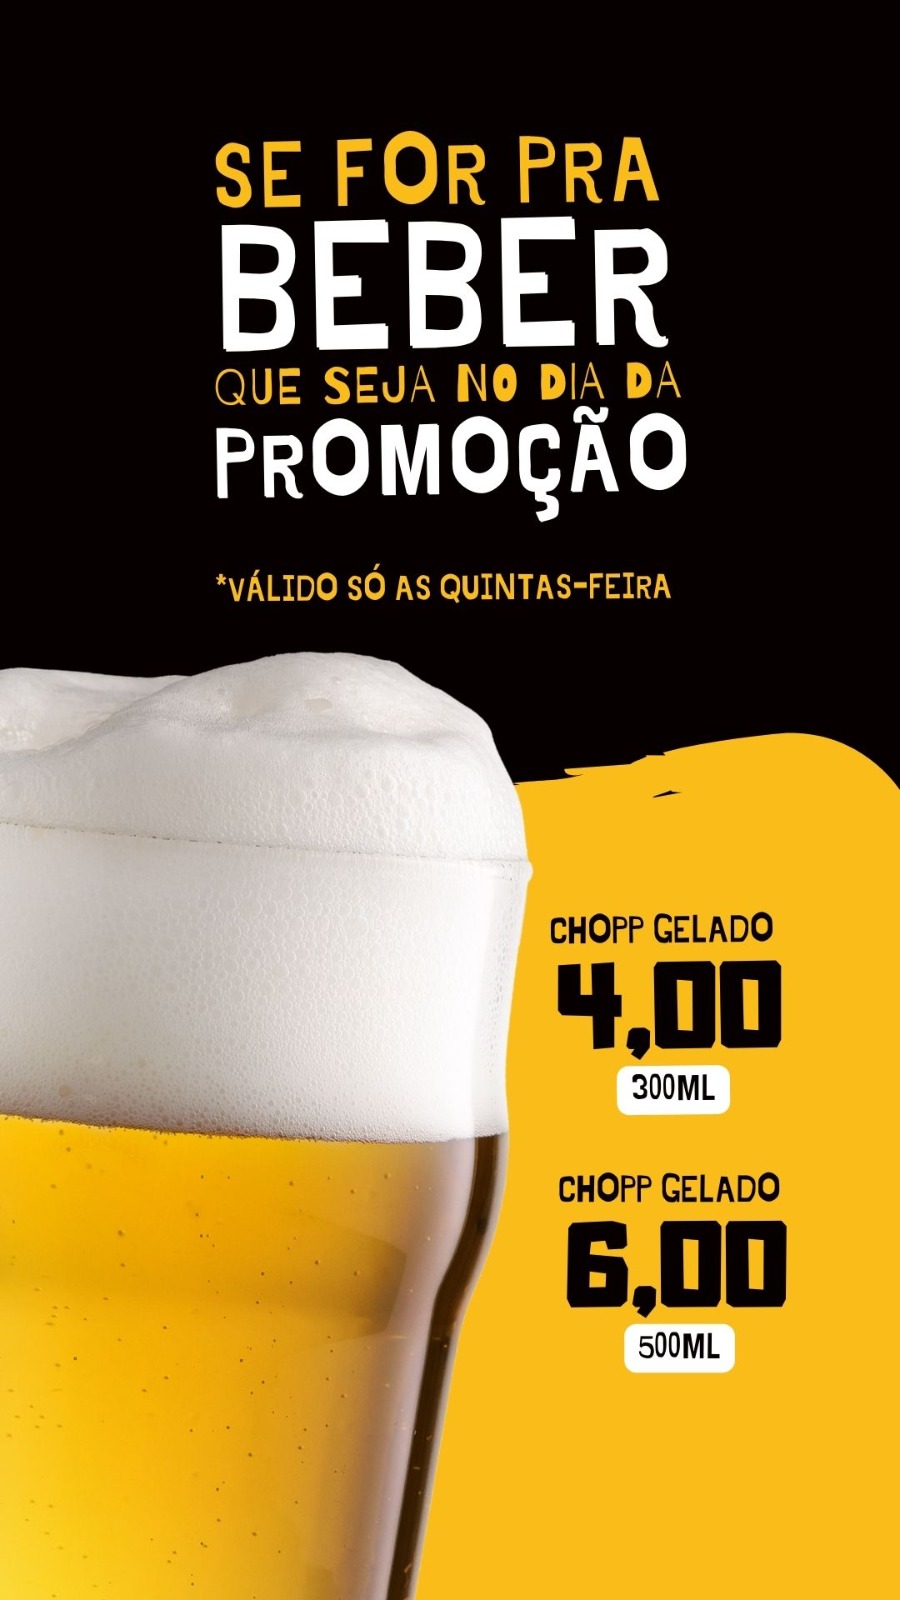 SE FOR PRA
BEBER
QUE SEJA NO DIA DA
PROMOÇÃO
*VÁLIDO SÓ AS QUINTAS-FEIRA
CHOPP GELADO
4,00
300ML
CHOPP GELADO
6,00
500ML